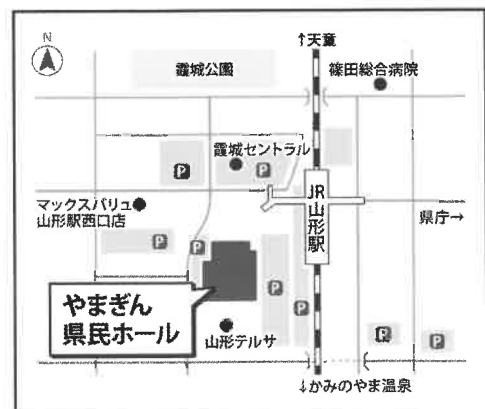 N
↑天童
霞城公園
篠田総合病院
霞城セントラル
P
P
JR山形駅
マックスバリュ
山形駅西口店
県庁→
P
P
P
P
やまぎん
県民ホール
山形テルサ
P
P
↓かみのやま温泉